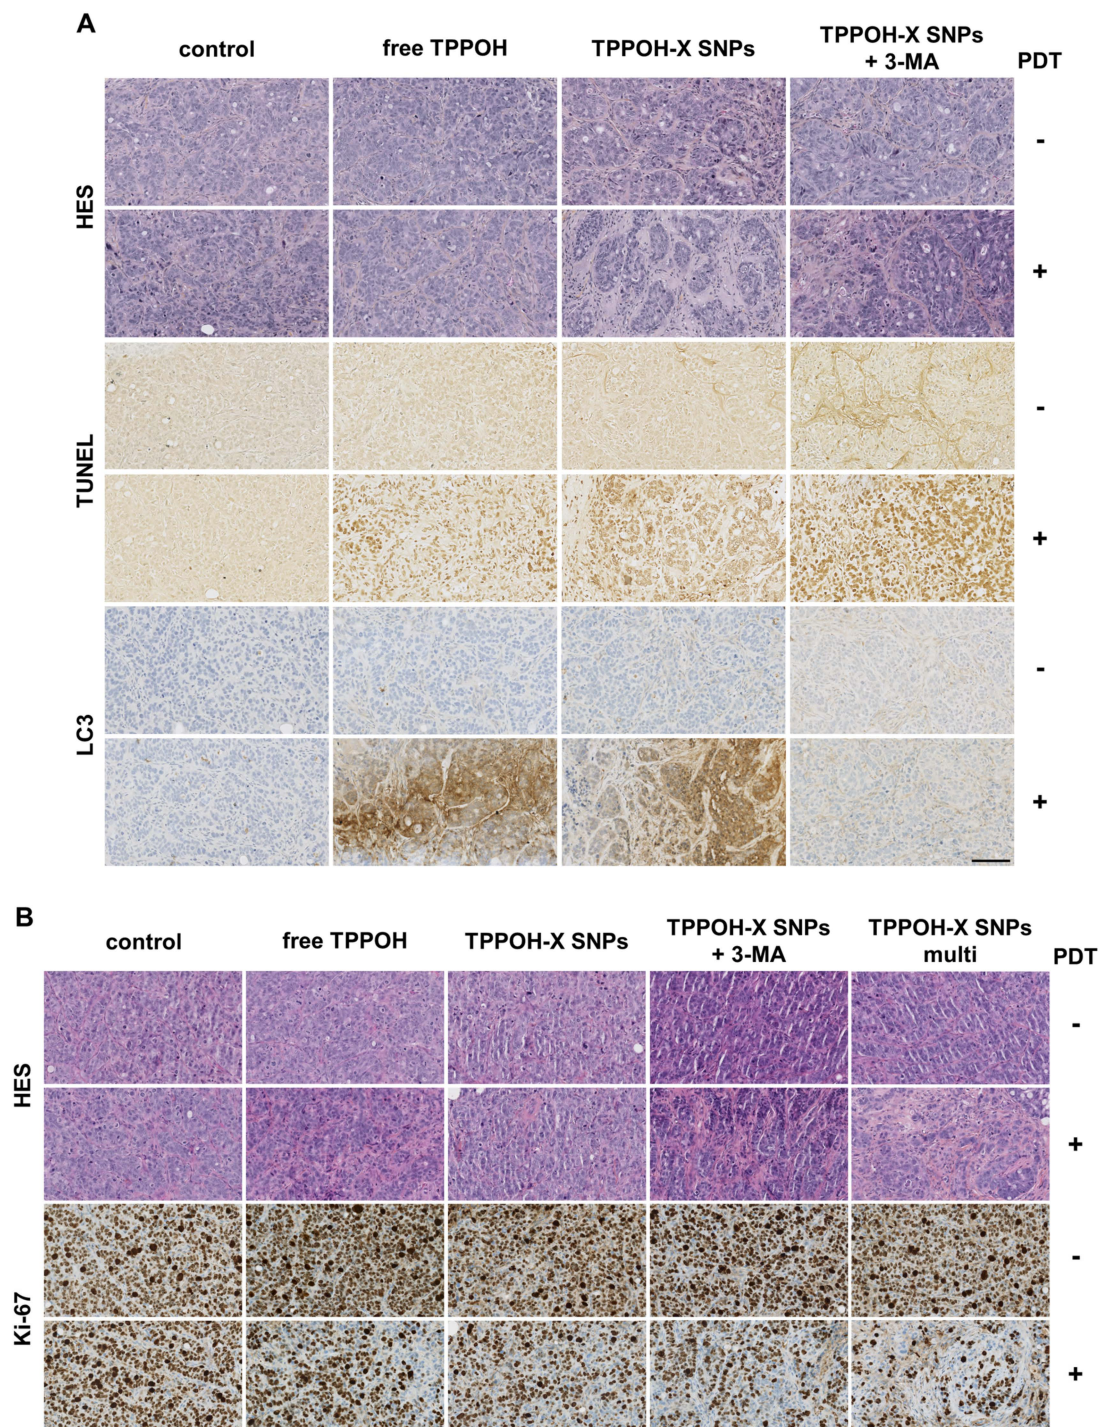 A
control
free TPPOH
TPPOH-X SNPs
TPPOH-X SNPs
+ 3-MA
PDT
HES
-
+
TUNEL
-
+
LC3
-
+
B
control
free TPPOH
TPPOH-X SNPs
TPPOH-X SNPs
+ 3-MA
TPPOH-X SNPs
multi
PDT
HES
-
+
Ki-67
-
+